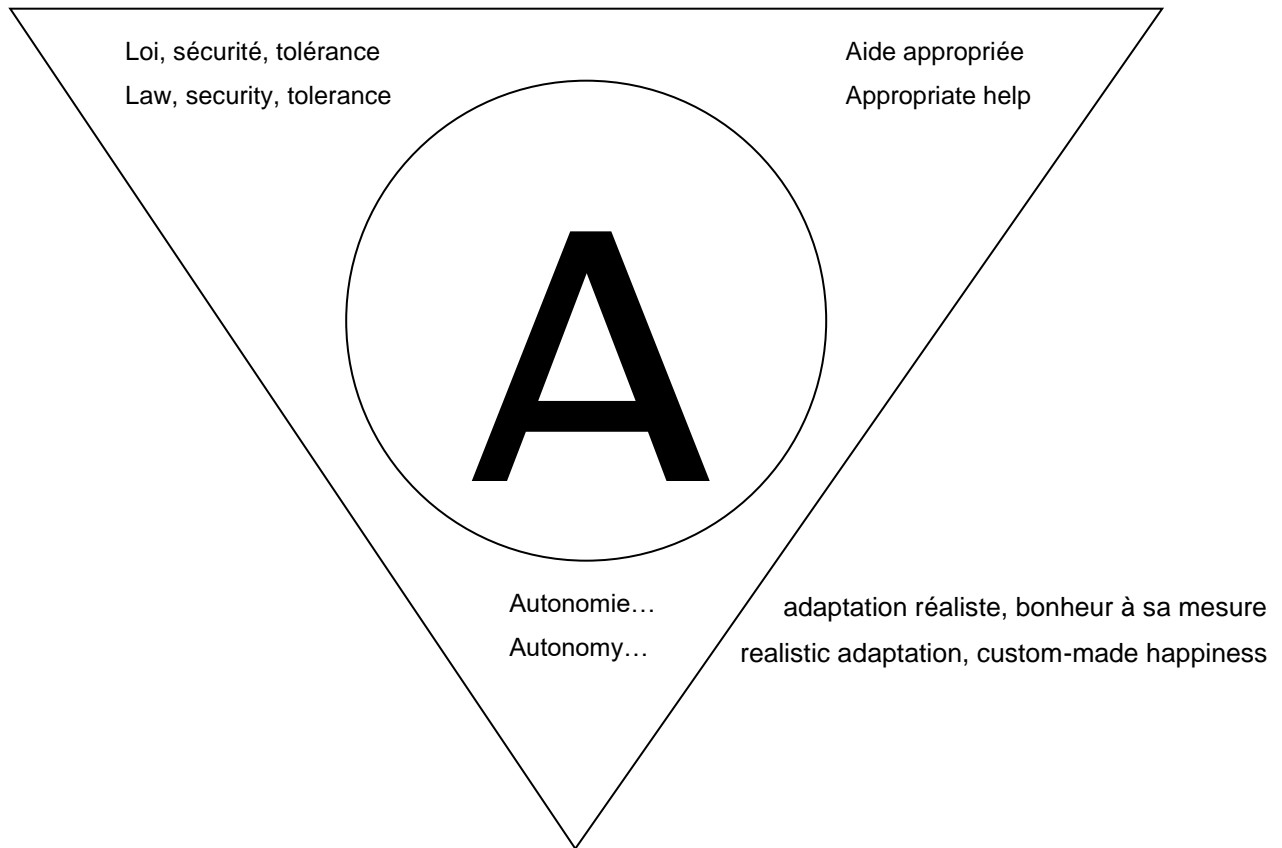 Loi, sécurité, tolérance
Law, security, tolerance
Aide appropriée
Appropriate help
A
Autonomie…
Autonomy…
adaptation réaliste, bonheur à sa mesure
realistic adaptation, custom-made happiness